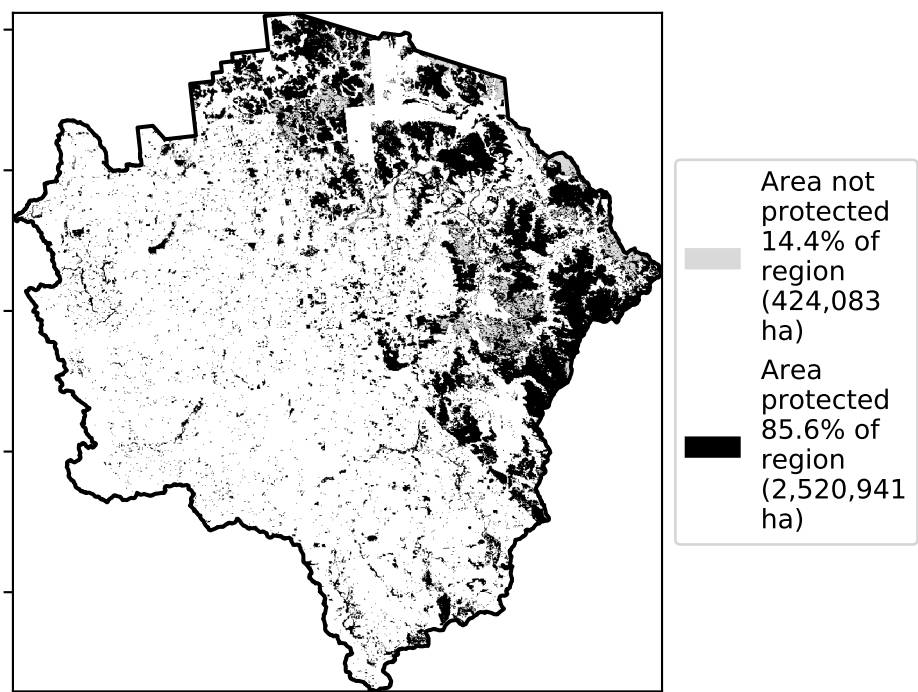 Area not
protected
14.4% of
region
(424,083
ha)
Area
protected
85.6% of
region
(2,520,941
ha)